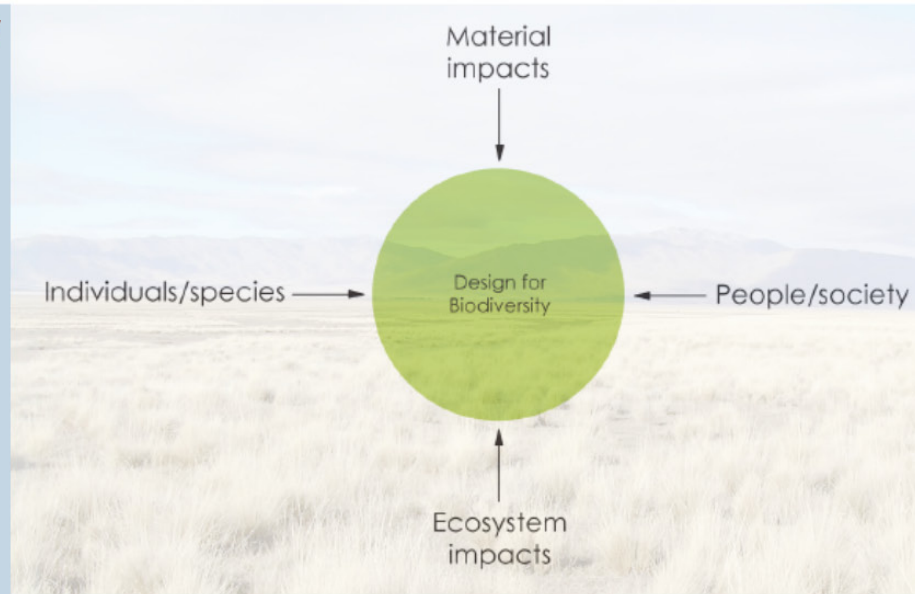 Material
impacts
Individuals/species
Design for
Biodiversity
People/society
Ecosystem
impacts